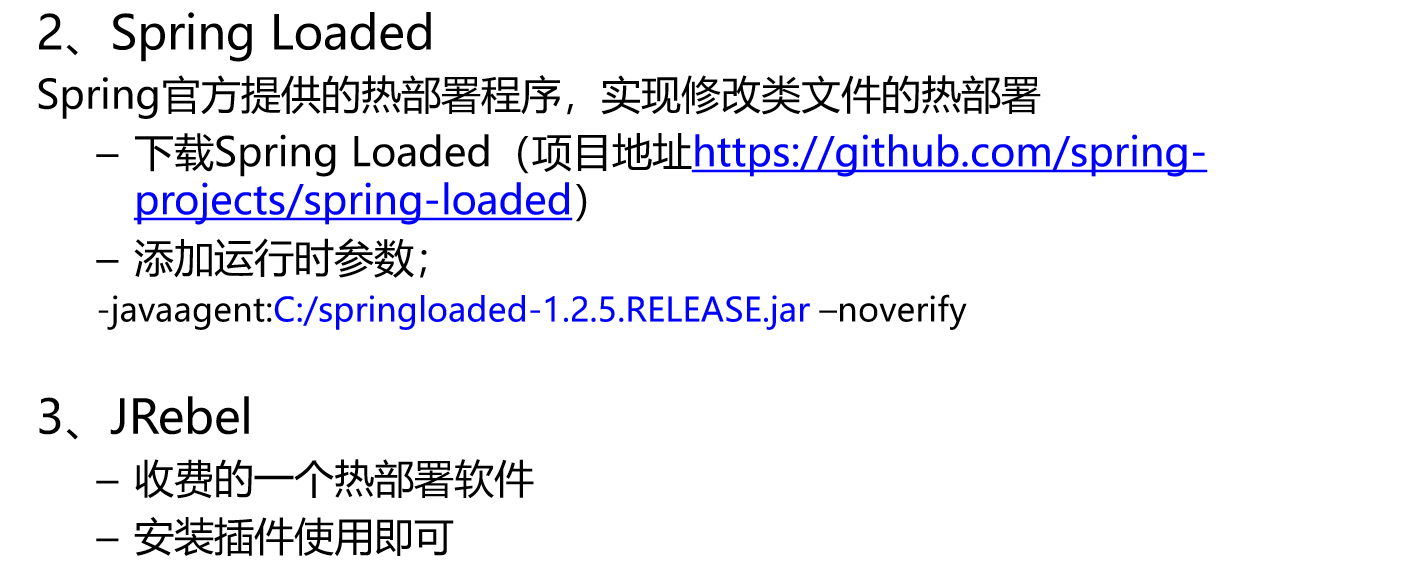 2、Spring Loaded
Spring官方提供的热部署程序，实现修改类文件的热部署
– 下载Spring Loaded（项目地址https://github.com/spring-
projects/spring-loaded）
– 添加运行时参数；
-javaagent:C:/springloaded-1.2.5.RELEASE.jar –noverify
3、JRebel
– 收费的一个热部署软件
– 安装插件使用即可